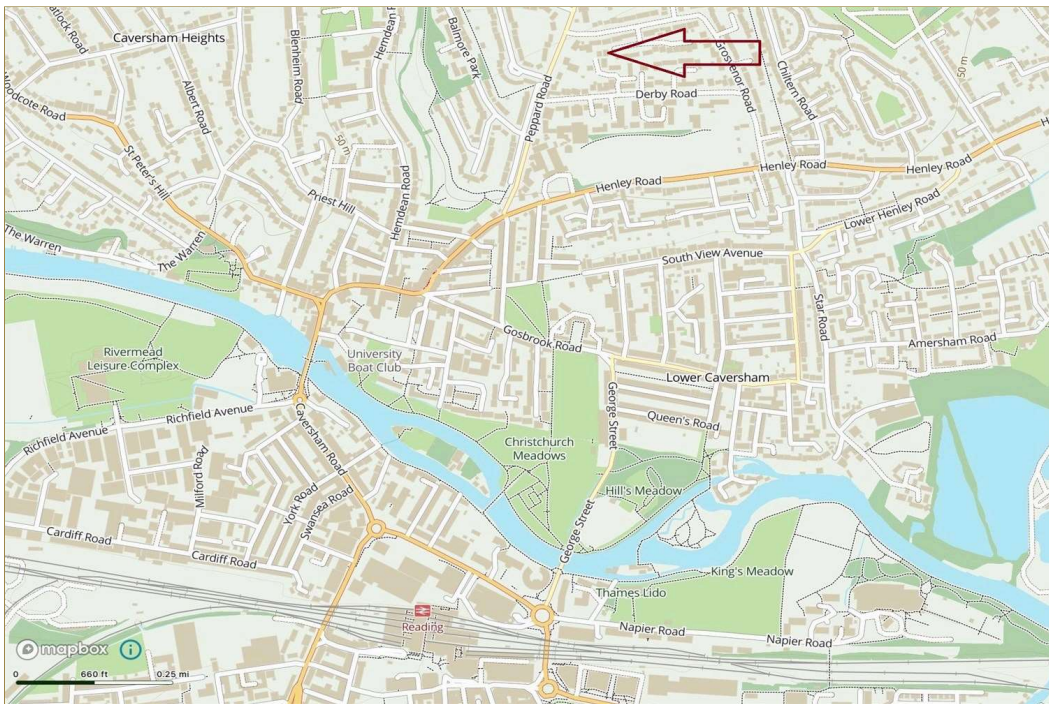 atlock Road
Caversham Heights
Blenheim Road
Hemdean R
Balmore Park
Grosvenor Road
Chiltern Road
50 m
Woodcote Road
Albert Road
Peppard Road
Derby Road
St Peter's Hill
50 m
Priest Hill
Hemdean Road
Henley Road
Henley Road
Henley Road
H
Lower Henley Road
The Warren
The Warren
South View Avenue
Star Road
Rivermead
Leisure Complex
University
Boat Club
Gosbrook Road
Amersham Road
Lower Caversham
George Street
Queen's Road
Richfield Avenue
Richfield Avenue
Caversham Road
Christchurch
Meadows
Milford Road
York Road
Swansea Road
Hill's Meadow
George Street
Cardiff Road
Cardiff Road
King's Meadow
Thames Lido
Reading
Napier Road
Napier Road
mapbox i
0 660 ft 0.25 mi